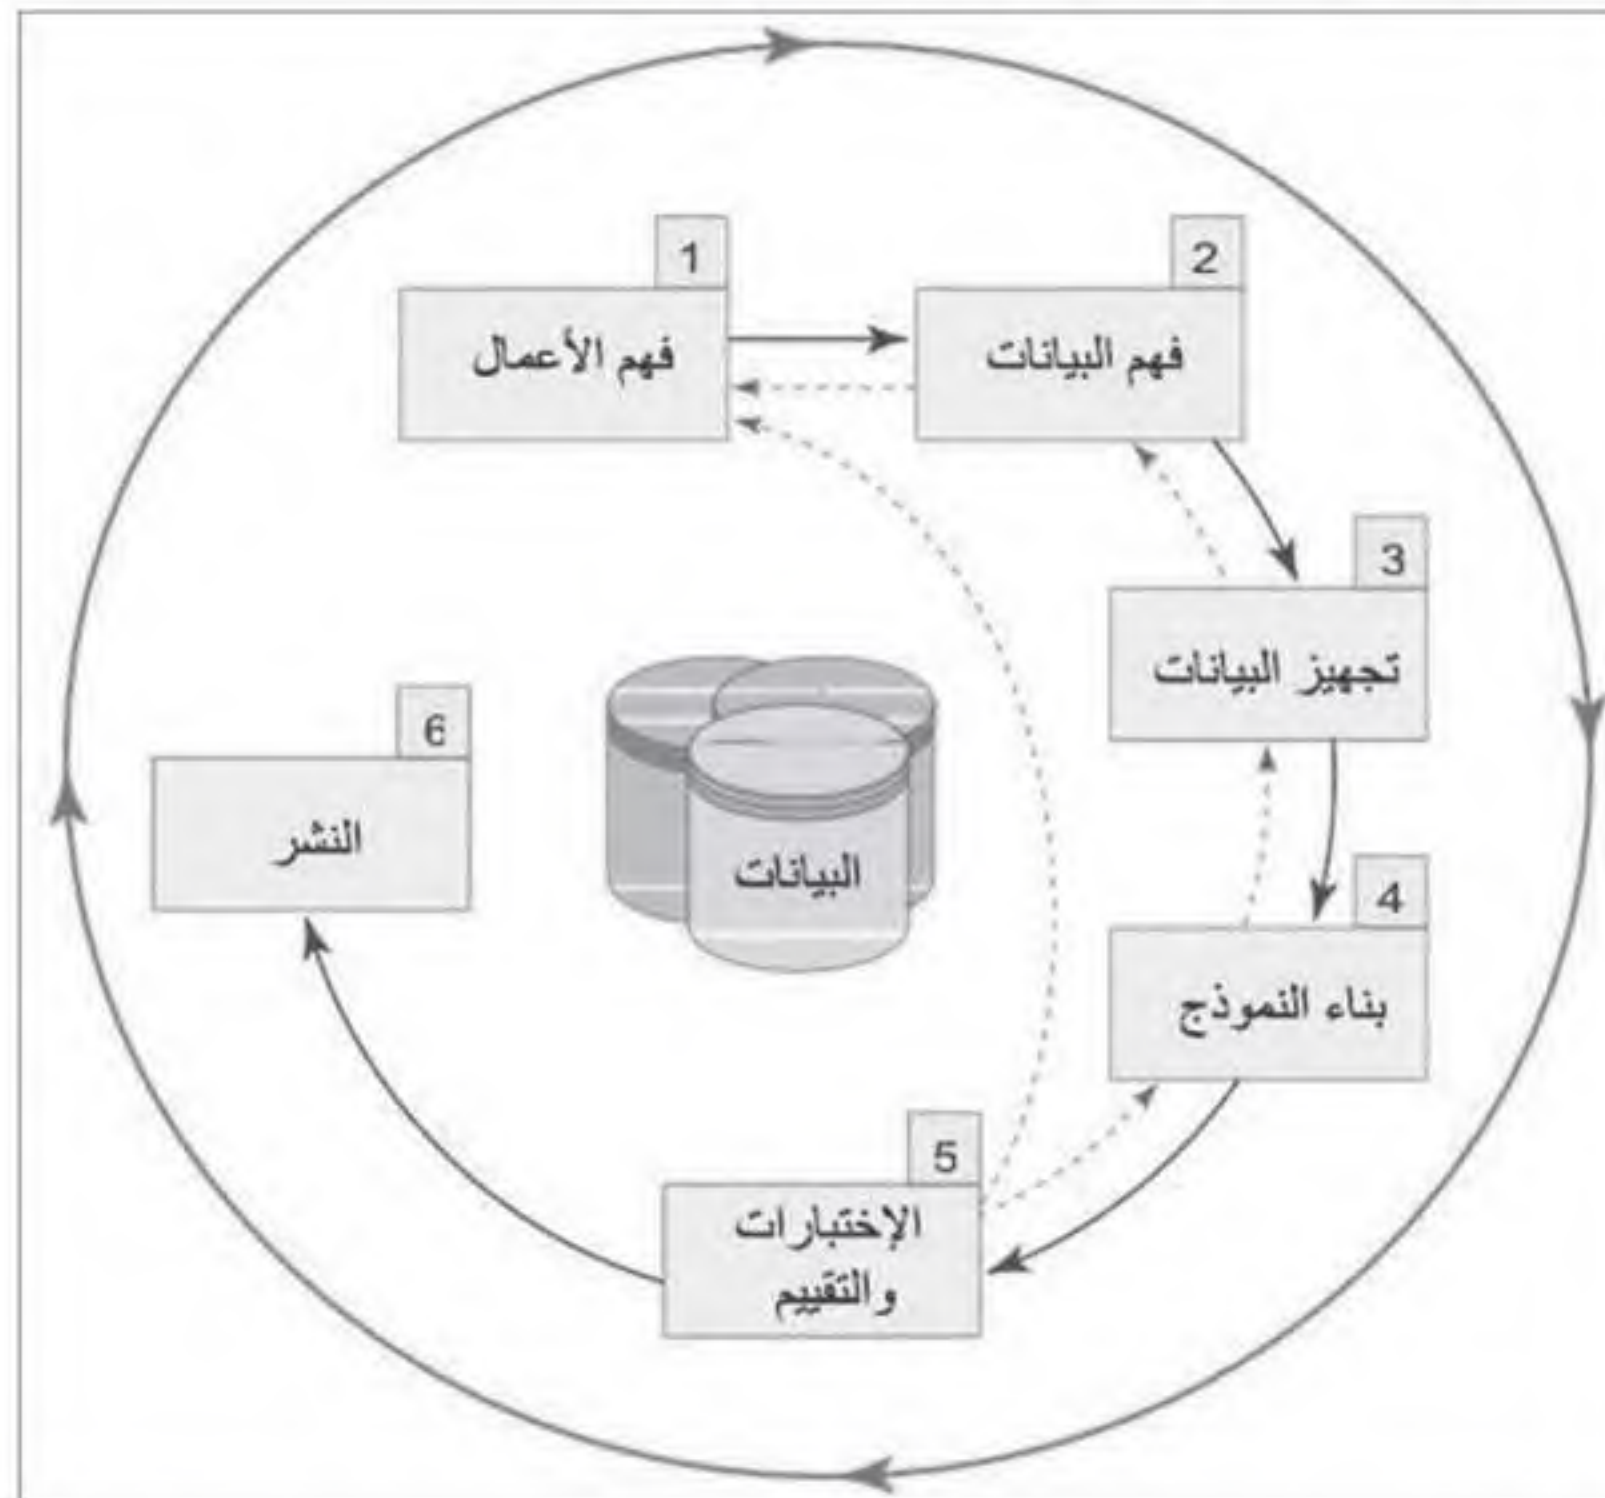 1
فهم الأعمال
2
فهم البيانات
3
تجهيز البيانات
4
بناء النموذج
5
الإختبارات
والتقييم
6
النشر
البيانات